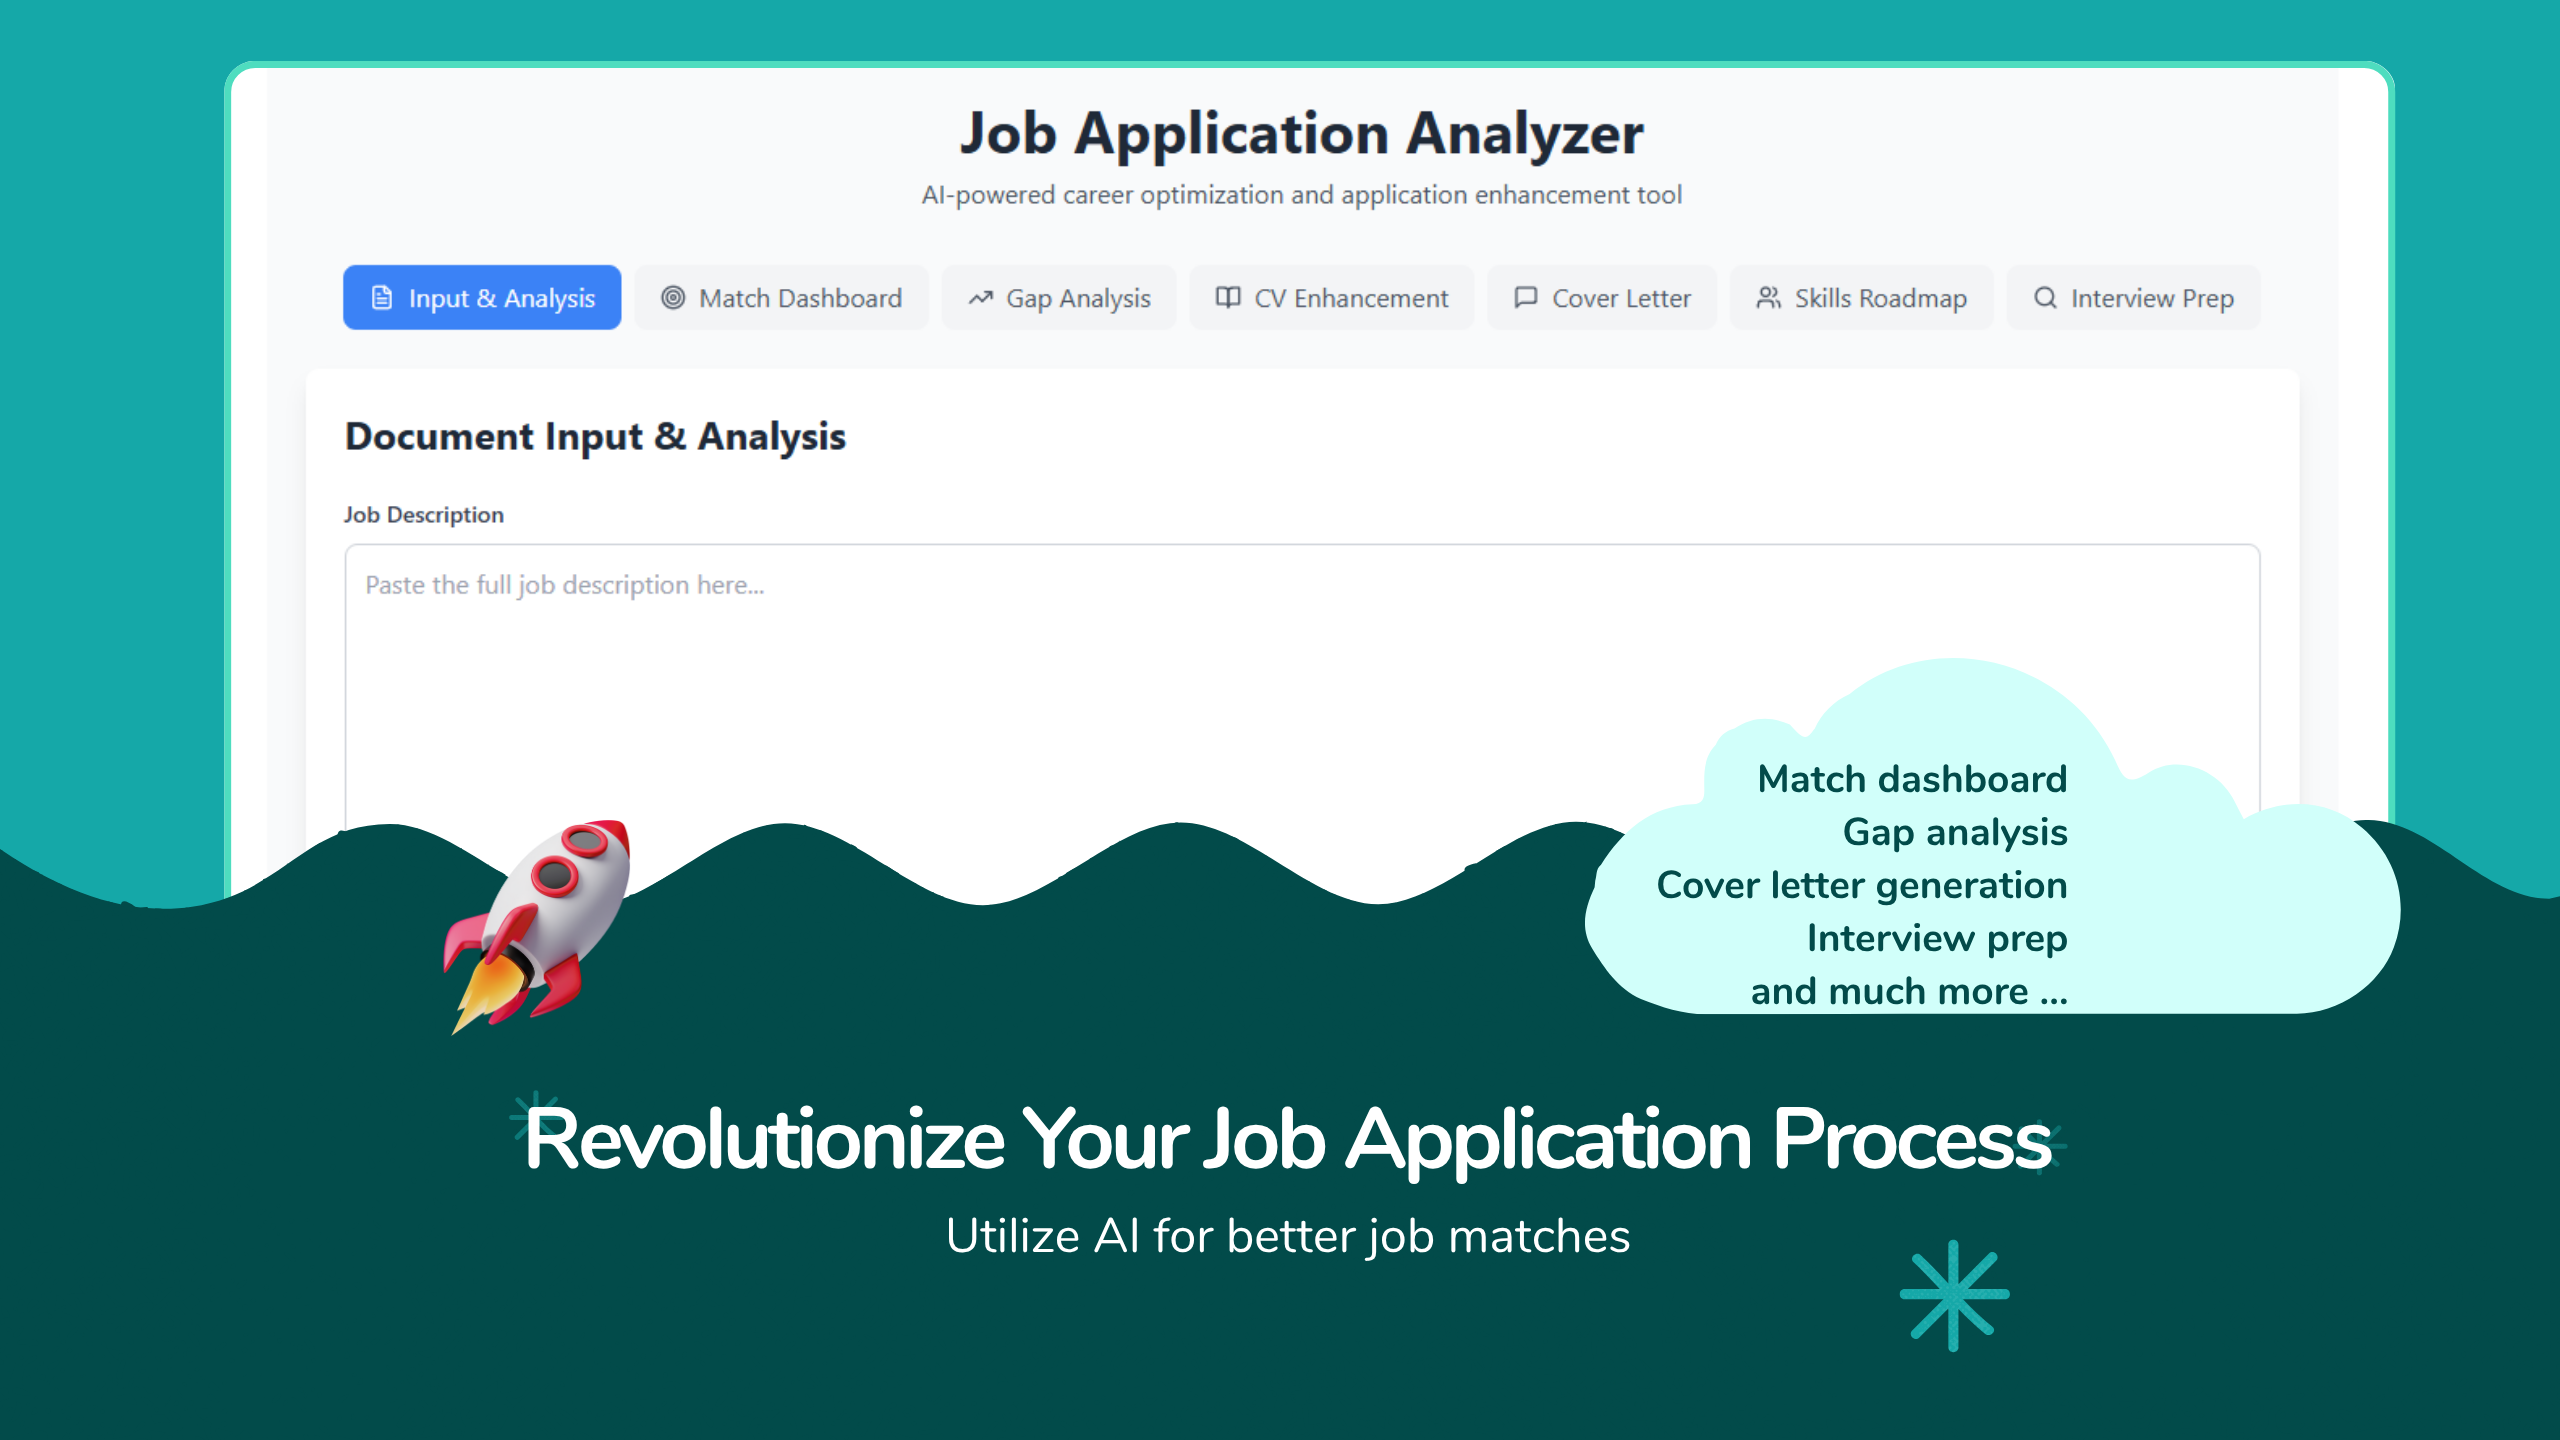 Job Application Analyzer
AI-powered career optimization and application enhancement tool
Input & Analysis
Match Dashboard
Gap Analysis
CV Enhancement
Cover Letter
Skills Roadmap
Interview Prep
Document Input & Analysis
Job Description
Paste the full job description here...
Match dashboard
Gap analysis
Cover letter generation
Interview prep
and much more ...
Revolutionize Your Job Application Process
Utilize AI for better job matches